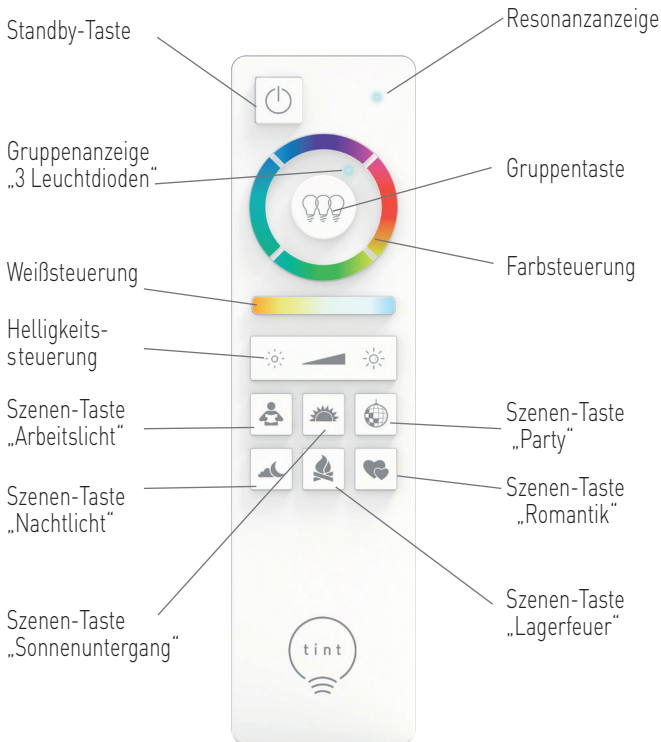 Standby-Taste
Resonanzanzeige
Gruppenanzeige
„3 Leuchtdioden“
Gruppentaste
Weißsteuerung
Farbsteuerung
Helligkeits-
steuerung
Szenen-Taste
„Arbeitslicht“
Szenen-Taste
„Party“
Szenen-Taste
„Nachtlicht“
Szenen-Taste
„Romantik“
Szenen-Taste
„Sonnenuntergang“
Szenen-Taste
„Lagerfeuer“
tint